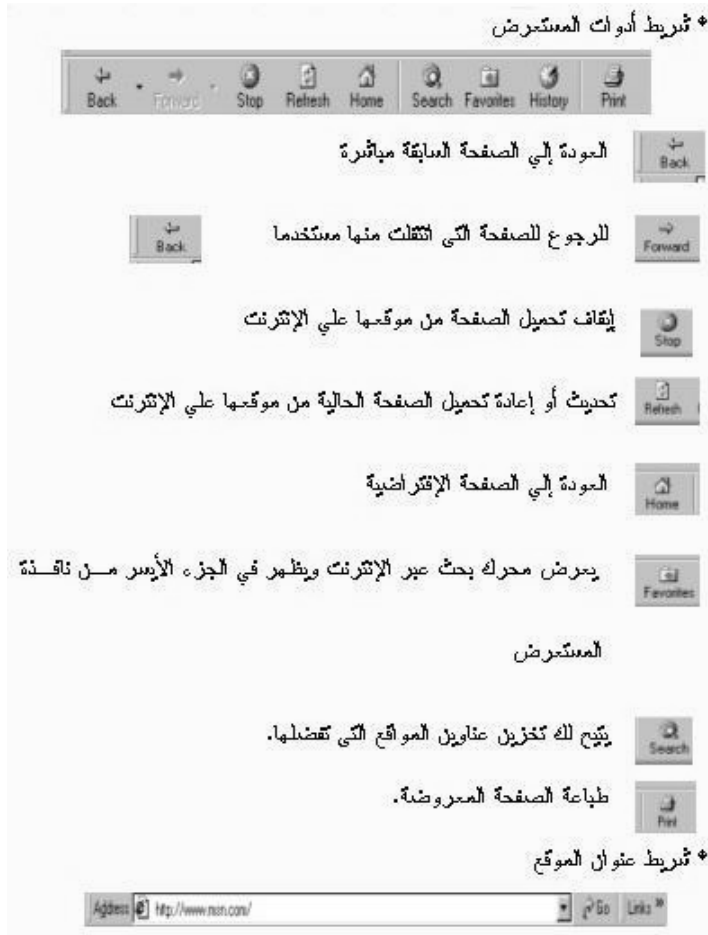 * شريط أدوات المستعرض
Back Forward Stop Refresh Home Search Favorites History Print
العودة إلي الصفحة السابقة مباشرة
Back
للرجوع للصفحة التى انتقلت منها مستخدما
Back
Forward
إيقاف تحميل الصفحة من موقعها علي الإنترنت
Stop
تحديث أو إعادة تحميل الصفحة الحالية من موقعها علي الإنترنت
Refresh
العودة إلي الصفحة الإفتراضية
Home
يعرض محرك بحث عبر الإنترنت ويظهر في الجزء الأيسر مــن نافــذة
Favorites
المستعرض
يتيح لك تخزين عناوين المواقع التى تفضلها.
Search
طباعة الصفحة المعروضة.
Print
* شريط عنوان الموقع
Address http://www.msn.com/ Go Links »